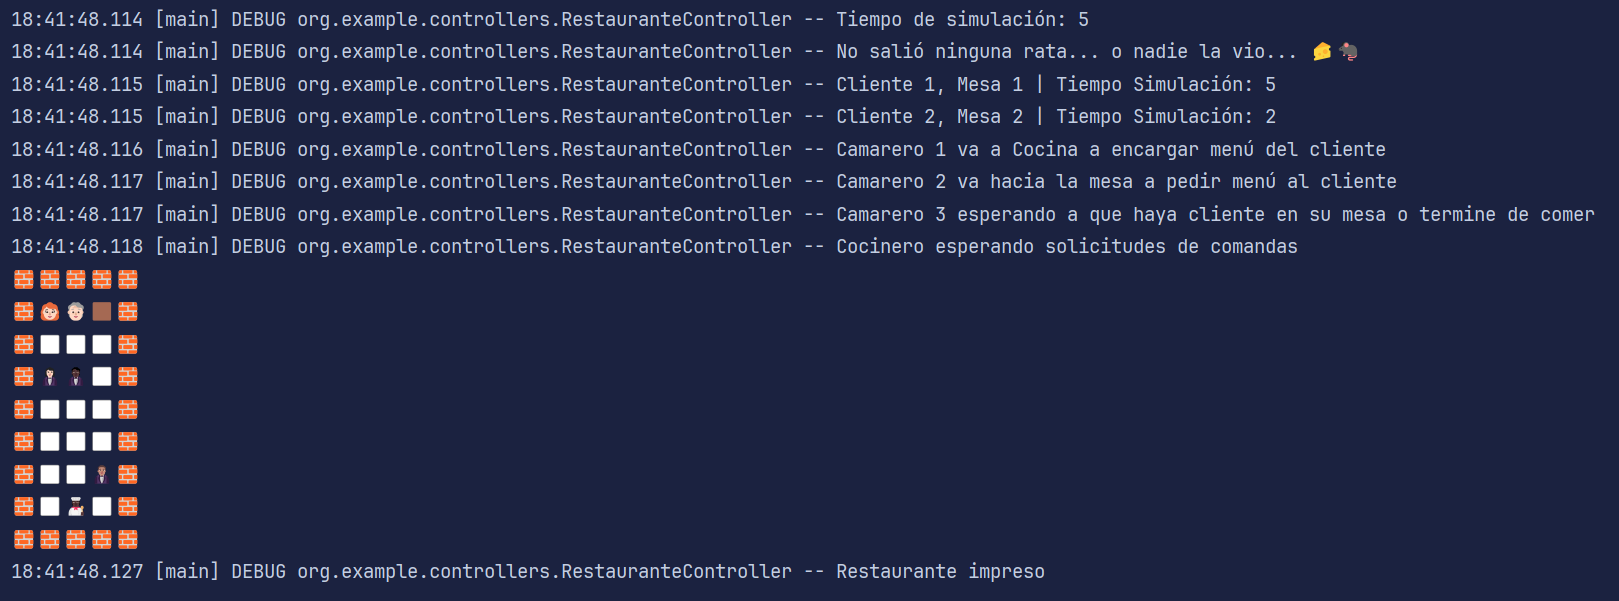 18:41:48.114 [main] DEBUG org.example.controllers.RestauranteController -- Tiempo de simulación: 5
18:41:48.114 [main] DEBUG org.example.controllers.RestauranteController -- No salió ninguna rata... o nadie la vio... 🧀🐀
18:41:48.115 [main] DEBUG org.example.controllers.RestauranteController -- Cliente 1, Mesa 1 | Tiempo Simulación: 5
18:41:48.115 [main] DEBUG org.example.controllers.RestauranteController -- Cliente 2, Mesa 2 | Tiempo Simulación: 2
18:41:48.116 [main] DEBUG org.example.controllers.RestauranteController -- Camarero 1 va a Cocina a encargar menú del cliente
18:41:48.117 [main] DEBUG org.example.controllers.RestauranteController -- Camarero 2 va hacia la mesa a pedir menú al cliente
18:41:48.117 [main] DEBUG org.example.controllers.RestauranteController -- Camarero 3 esperando a que haya cliente en su mesa o termine de comer
18:41:48.118 [main] DEBUG org.example.controllers.RestauranteController -- Cocinero esperando solicitudes de comandas
18:41:48.127 [main] DEBUG org.example.controllers.RestauranteController -- Restaurante impreso